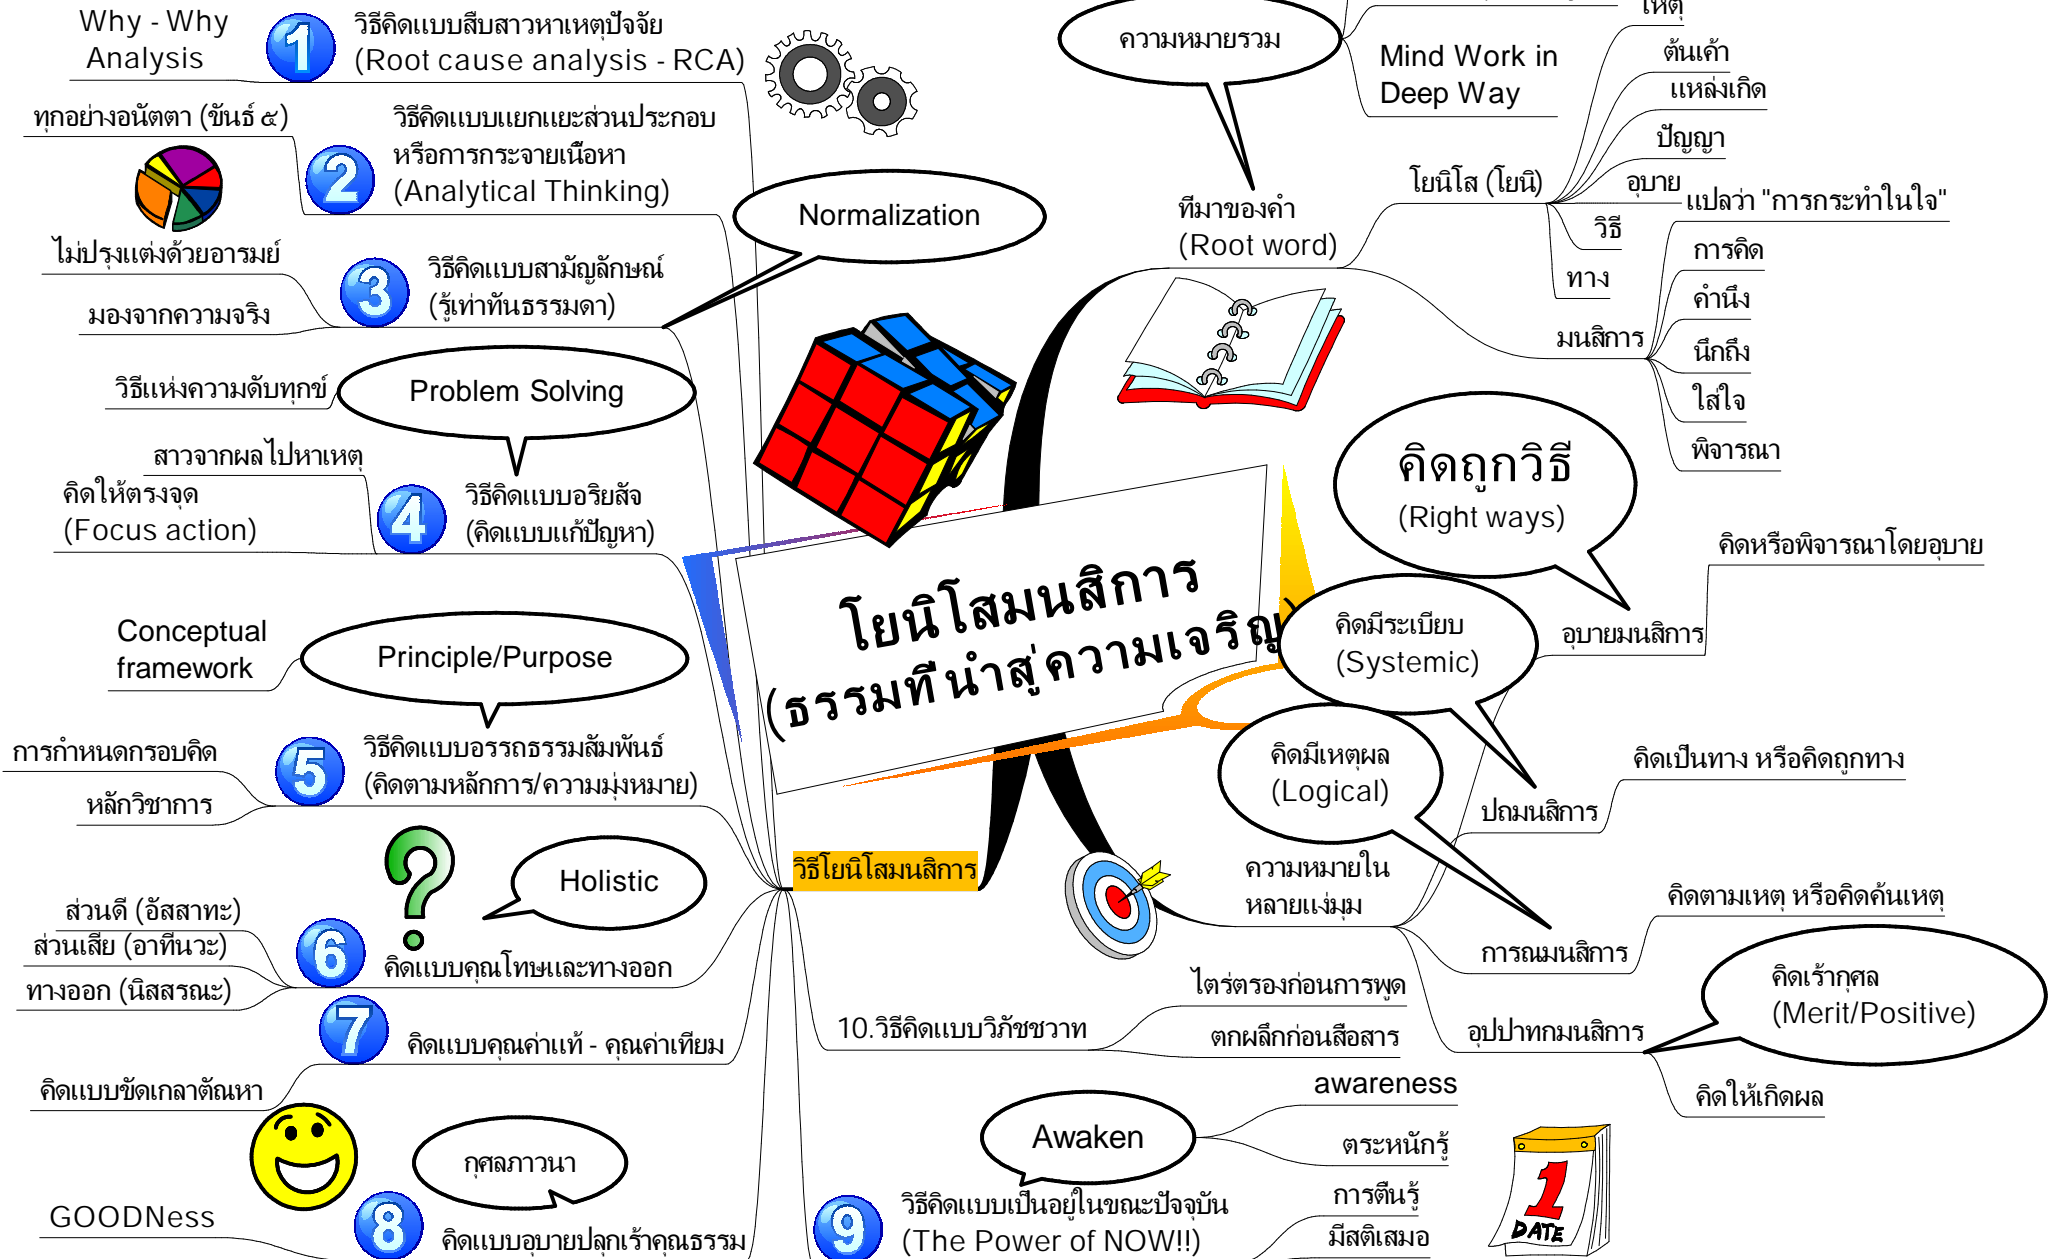 โยนิโสมนสิการ
(ธรรมที่นำสู่ความเจริญ)
ที่มาของคำ
(Root word)
ความหมายรวม
Mind Work in
Deep Way
โยนิโส (โยนิ)
เหตุ
ต้นเค้า
แหล่งเกิด
ปัญญา
อุบาย
วิธี
ทาง
มนสิการ
แปลว่า "การกระทำในใจ"
การคิด
คำนึง
นึกถึง
ใส่ใจ
พิจารณา
ความหมายใน
หลายแง่มุม
คิดถูกวิธี
(Right ways)
อุบายมนสิการ
คิดหรือพิจารณาโดยอุบาย
คิดมีระเบียบ
(Systemic)
ปถมนสิการ
คิดเป็นทาง หรือคิดถูกทาง
คิดมีเหตุผล
(Logical)
การณมนสิการ
คิดตามเหตุ หรือคิดค้นเหตุ
คิดเร้ากุศล
(Merit/Positive)
อุปปาทกมนสิการ
คิดให้เกิดผล
วิธีโยนิโสมนสิการ
1
วิธีคิดแบบสืบสาวหาเหตุปัจจัย
(Root cause analysis - RCA)
Why - Why
Analysis
2
วิธีคิดแบบแยกแยะส่วนประกอบ
หรือการกระจายเนื้อหา
(Analytical Thinking)
ทุกอย่างอนัตตา (ขันธ์ ๕)
Normalization
3
วิธีคิดแบบสามัญลักษณ์
(รู้เท่าทันธรรมดา)
ไม่ปรุงแต่งด้วยอารมย์
มองจากความจริง
Problem Solving
วิธีแห่งความดับทุกข์
4
วิธีคิดแบบอริยสัจ
(คิดแบบแก้ปัญหา)
สาวจากผลไปหาเหตุ
คิดให้ตรงจุด
(Focus action)
Principle/Purpose
Conceptual
framework
5
วิธีคิดแบบอรรถธรรมสัมพันธ์
(คิดตามหลักการ/ความมุ่งหมาย)
การกำหนดกรอบคิด
หลักวิชาการ
Holistic
6
คิดแบบคุณโทษและทางออก
ส่วนดี (อัสสาทะ)
ส่วนเสีย (อาทีนวะ)
ทางออก (นิสสรณะ)
7
คิดแบบคุณค่าแท้ - คุณค่าเทียม
คิดแบบขัดเกลาตัณหา
กุศลภาวนา
8
คิดแบบอุบายปลุกเร้าคุณธรรม
GOODNess
Awaken
awareness
ตระหนักรู้
9
วิธีคิดแบบเป็นอยู่ในขณะปัจจุบัน
(The Power of NOW!!)
การตื่นรู้
มีสติเสมอ
10.วิธีคิดแบบวิภัชชวาท
ไตร่ตรองก่อนการพูด
ตกผลึกก่อนสื่อสาร
1
DATE